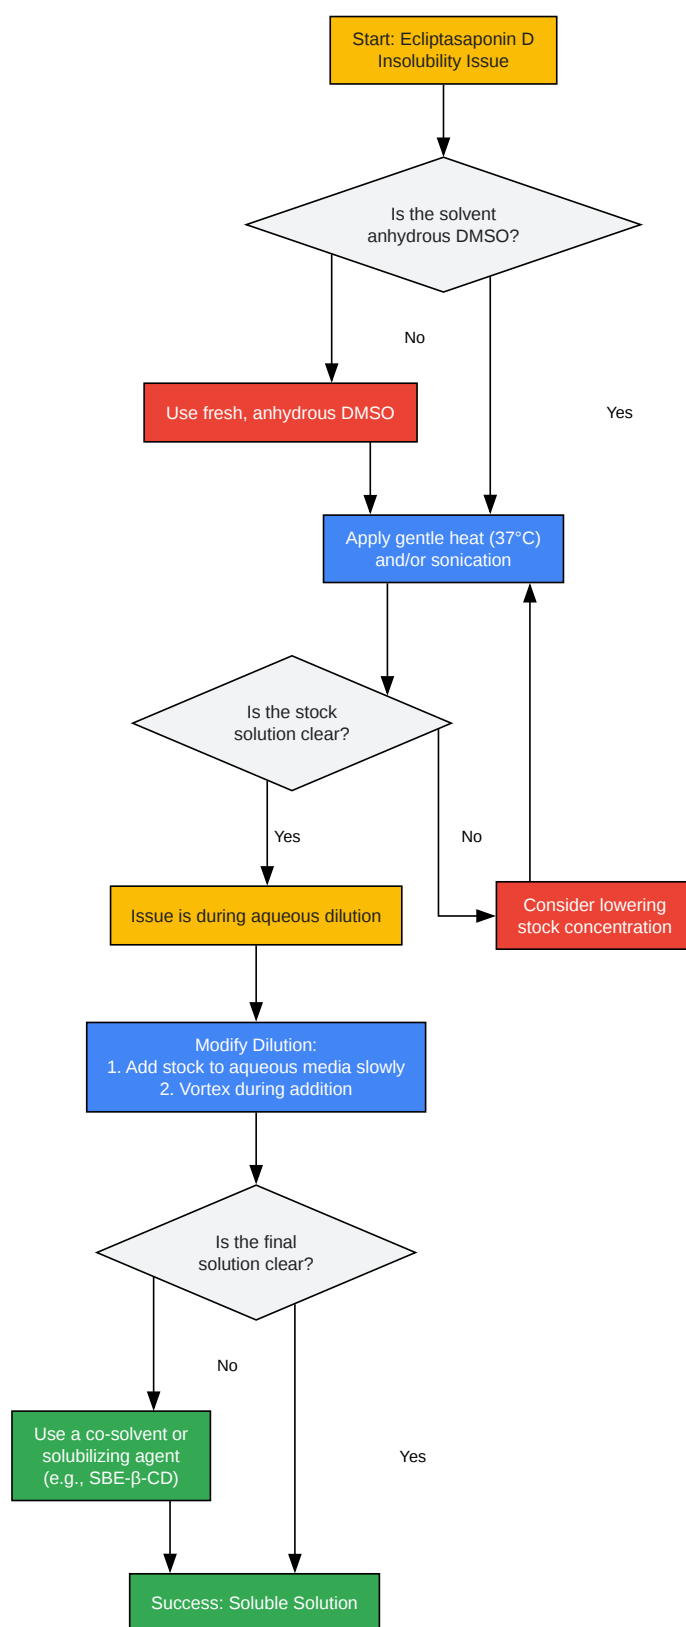 Start: Ecliptasaponin D
Insolubility Issue
Is the solvent
anhydrous DMSO?
No
Yes
Use fresh, anhydrous DMSO
Apply gentle heat (37°C)
and/or sonication
Is the stock
solution clear?
Yes
No
Issue is during aqueous dilution
Consider lowering
stock concentration
Modify Dilution:
1. Add stock to aqueous media slowly
2. Vortex during addition
Is the final
solution clear?
No
Yes
Use a co-solvent or
solubilizing agent
(e.g., SBE-β-CD)
Success: Soluble Solution